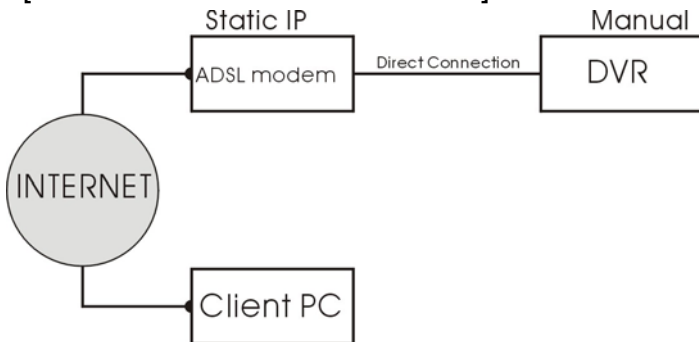 Static IP
Manual
ADSL modem
Direct Connection
DVR
INTERNET
Client PC